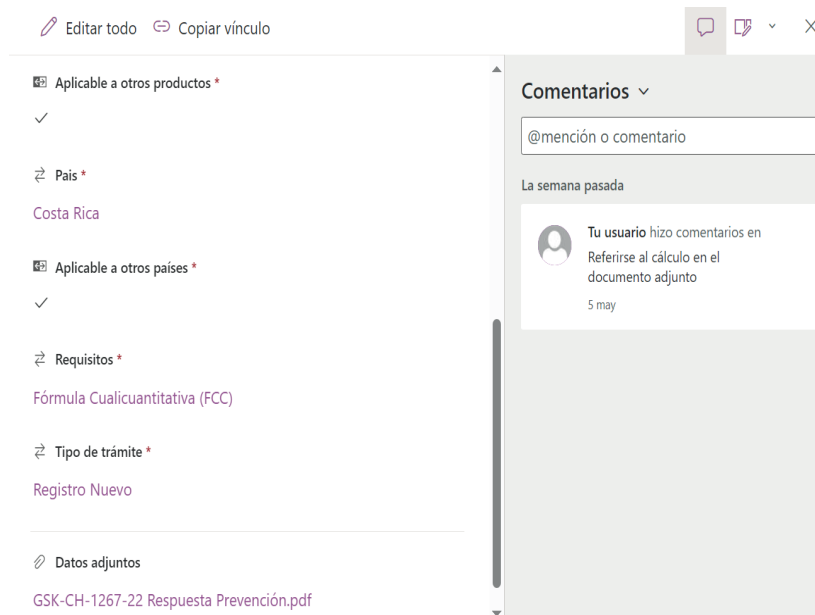 Editar todo Copiar vínculo
Aplicable a otros productos *
Pais *
Costa Rica
Aplicable a otros países *
Requisitos *
Fórmula Cualicuantitativa (FCC)
Tipo de trámite *
Registro Nuevo
Datos adjuntos
GSK-CH-1267-22 Respuesta Prevención.pdf
Comentarios
@mención o comentario
La semana pasada
Tu usuario hizo comentarios en
Referirse al cálculo en el
documento adjunto
5 may